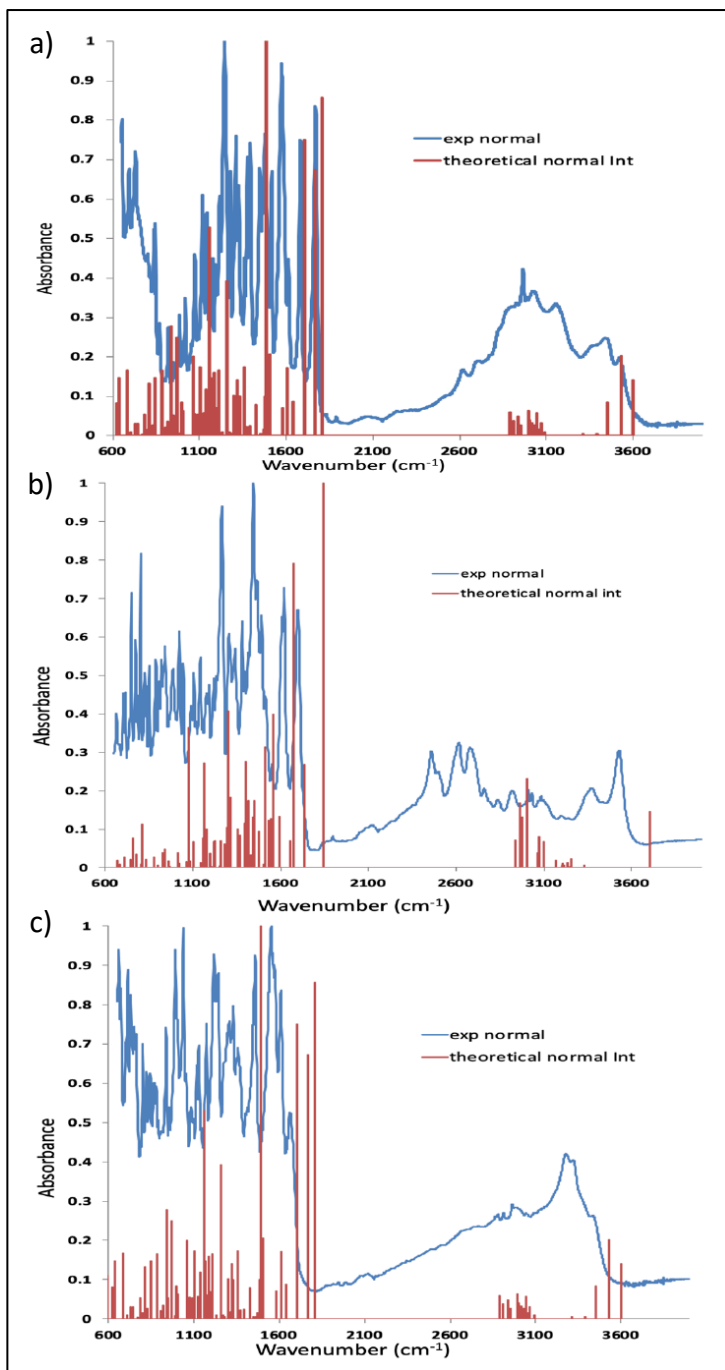 a)
1
0.9
0.8
0.7
0.6
0.5
0.4
0.3
0.2
0.1
0
Absorbance
exp normal
theoretical normal Int
600 1100 1600 2100 2600 3100 3600
Wavenumber (cm-1)
b)
1
0.9
0.8
0.7
0.6
0.5
0.4
0.3
0.2
0.1
0
Absorbance
exp normal
theoretical normal int
600 1100 1600 2100 2600 3100 3600
Wavenumber (cm-1)
c)
1
0.9
0.8
0.7
0.6
0.5
0.4
0.3
0.2
0.1
0
Absorbance
exp normal
theoretical normal Int
600 1100 1600 2100 2600 3100 3600
Wavenumber (cm-1)